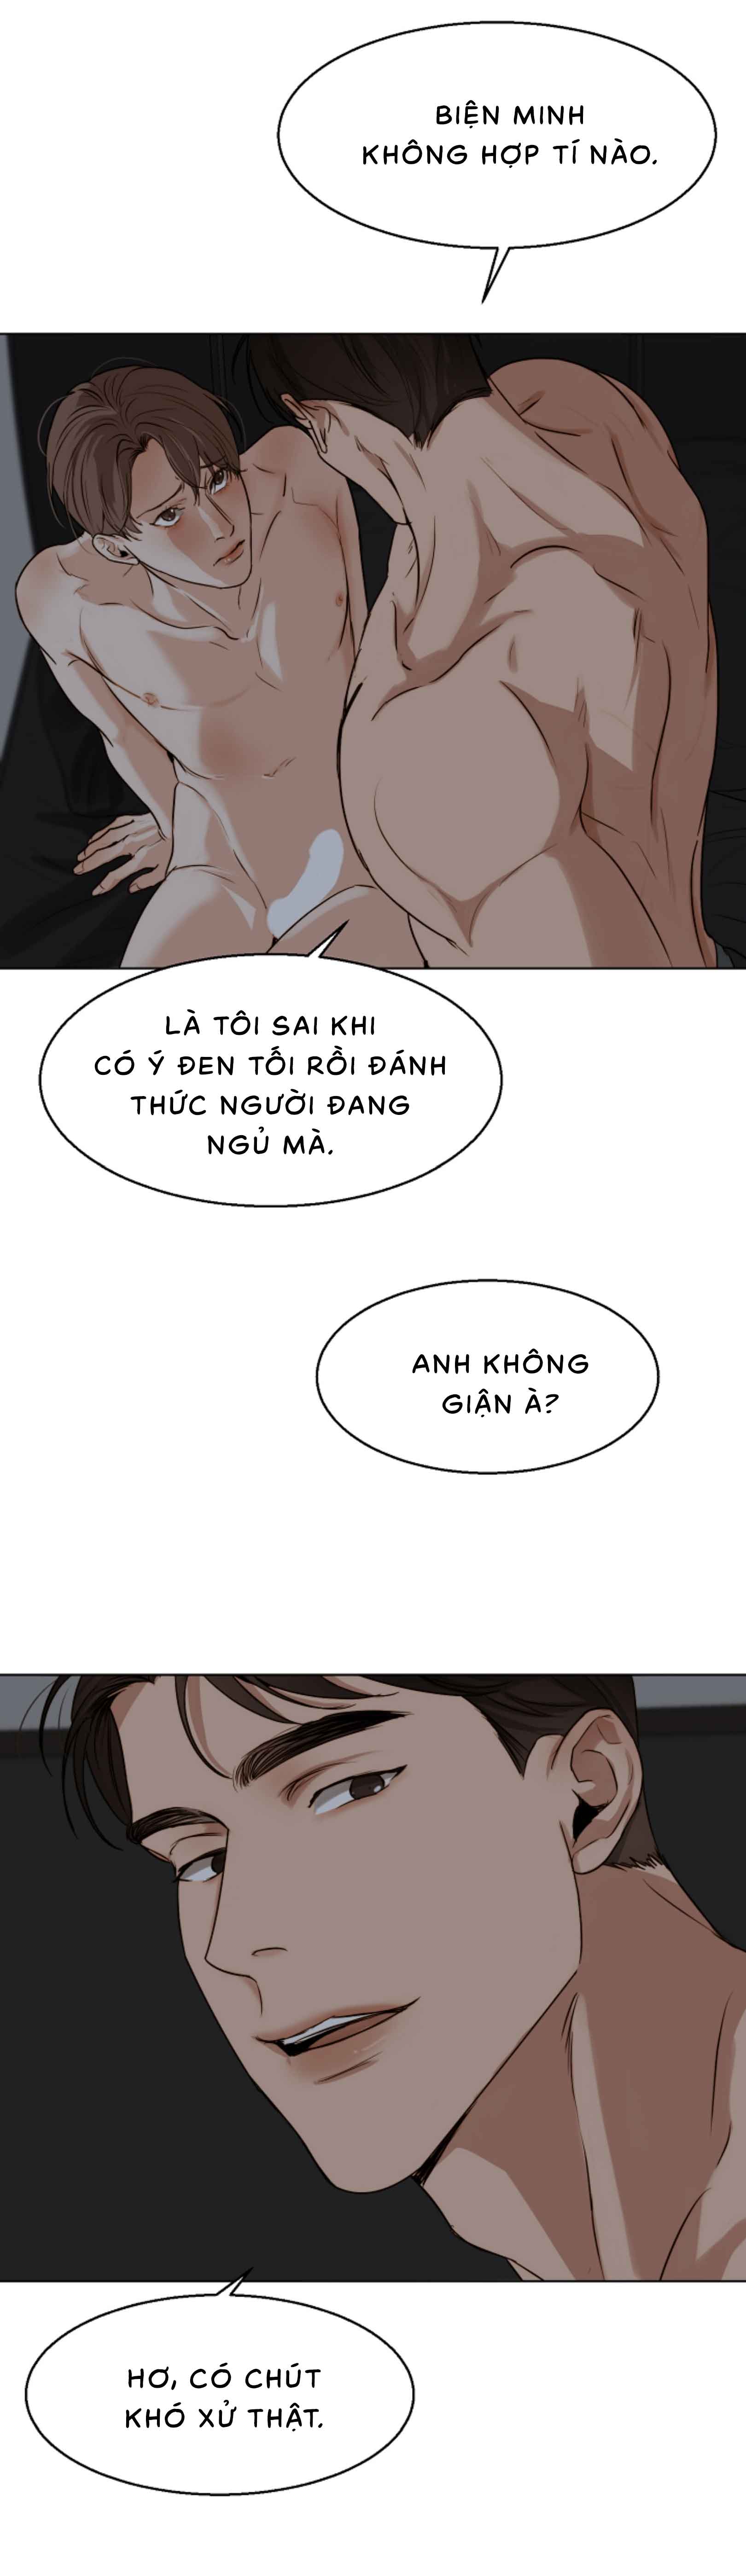 BIỆN MINH
KHÔNG HỢP TÍ NÀO.
LÀ TÔI SAI KHI
CÓ Ý ĐEN TỐI RỒI ĐÁNH
THỨC NGƯỜI ĐANG
NGỦ MÀ.
ANH KHÔNG
GIẬN À?
HƠ, CÓ CHÚT
KHÓ XỬ THẬT.